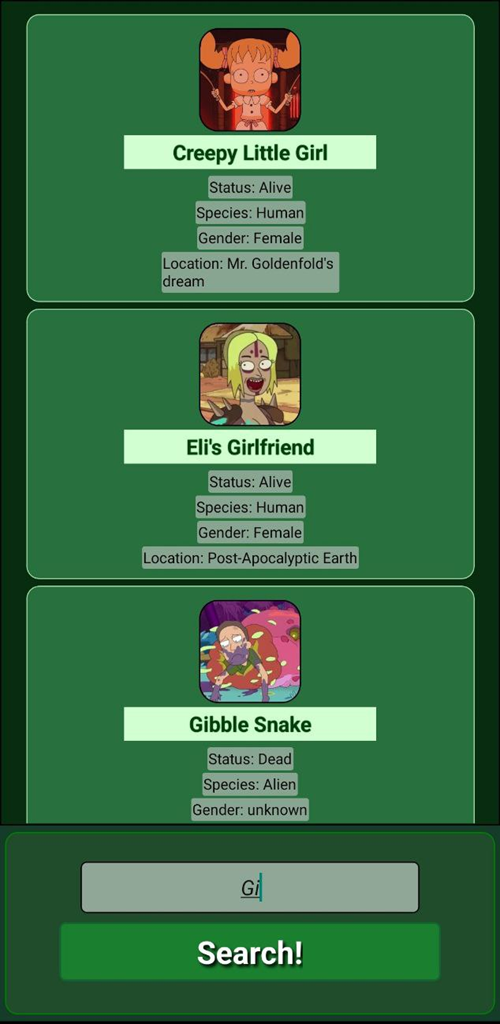 Creepy Little Girl
Status: Alive
Species: Human
Gender: Female
Location: Mr. Goldenfold's
dream
Eli's Girlfriend
Status: Alive
Species: Human
Gender: Female
Location: Post-Apocalyptic Earth
Gibble Snake
Status: Dead
Species: Alien
Gender: unknown
Gi
Search!